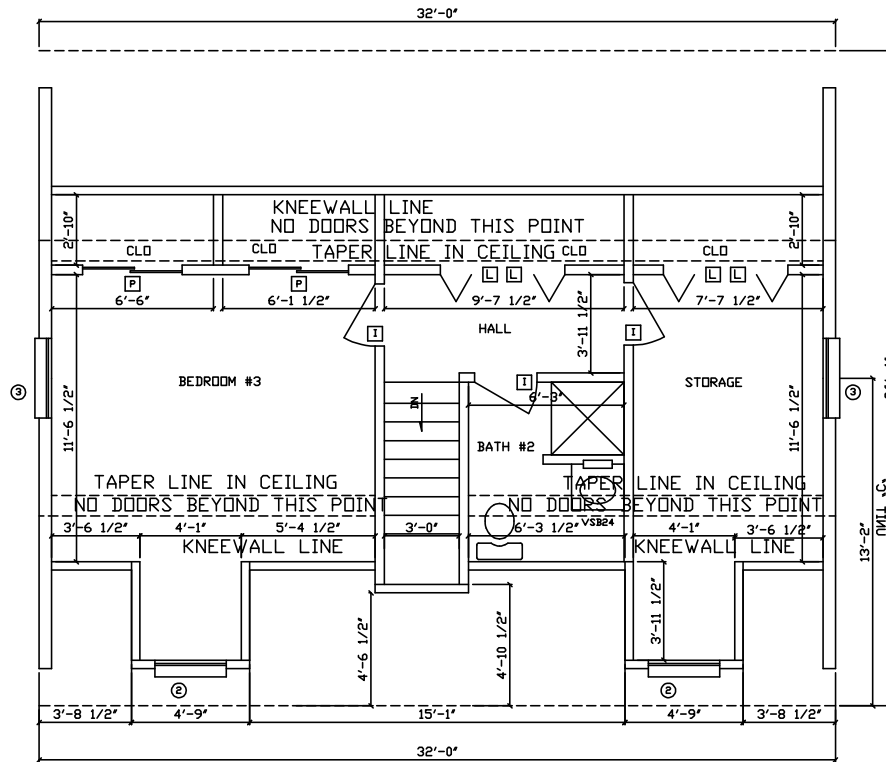 32'-0"
KNEEWALL LINE
NO DOORS BEYOND THIS POINT
2'-10"
2'-10"
CLO
CLO
TAPER LINE IN CEILING
CLO
CLO
P
P
L
L
L
L
6'-6"
6'-1 1/2"
9'-7 1/2"
7'-7 1/2"
I
HALL
3'-11 1/2"
I
3
BEDROOM #3
I
STORAGE
3
DN
6'-3"
11'-6 1/2"
BATH #2
11'-6 1/2"
TAPER LINE IN CEILING
TAPER LINE IN CEILING
NO DOORS BEYOND THIS POINT
NO DOORS BEYOND THIS POINT
VSB24
3'-6 1/2"
4'-1"
5'-4 1/2"
3'-0"
6'-3 1/2"
4'-1"
3'-6 1/2"
KNEEWALL LINE
KNEEWALL LINE
13'-2"
4'-6 1/2"
4'-10 1/2"
3'-11 1/2"
2
2
3'-8 1/2"
4'-9"
15'-1"
4'-9"
3'-8 1/2"
32'-0"